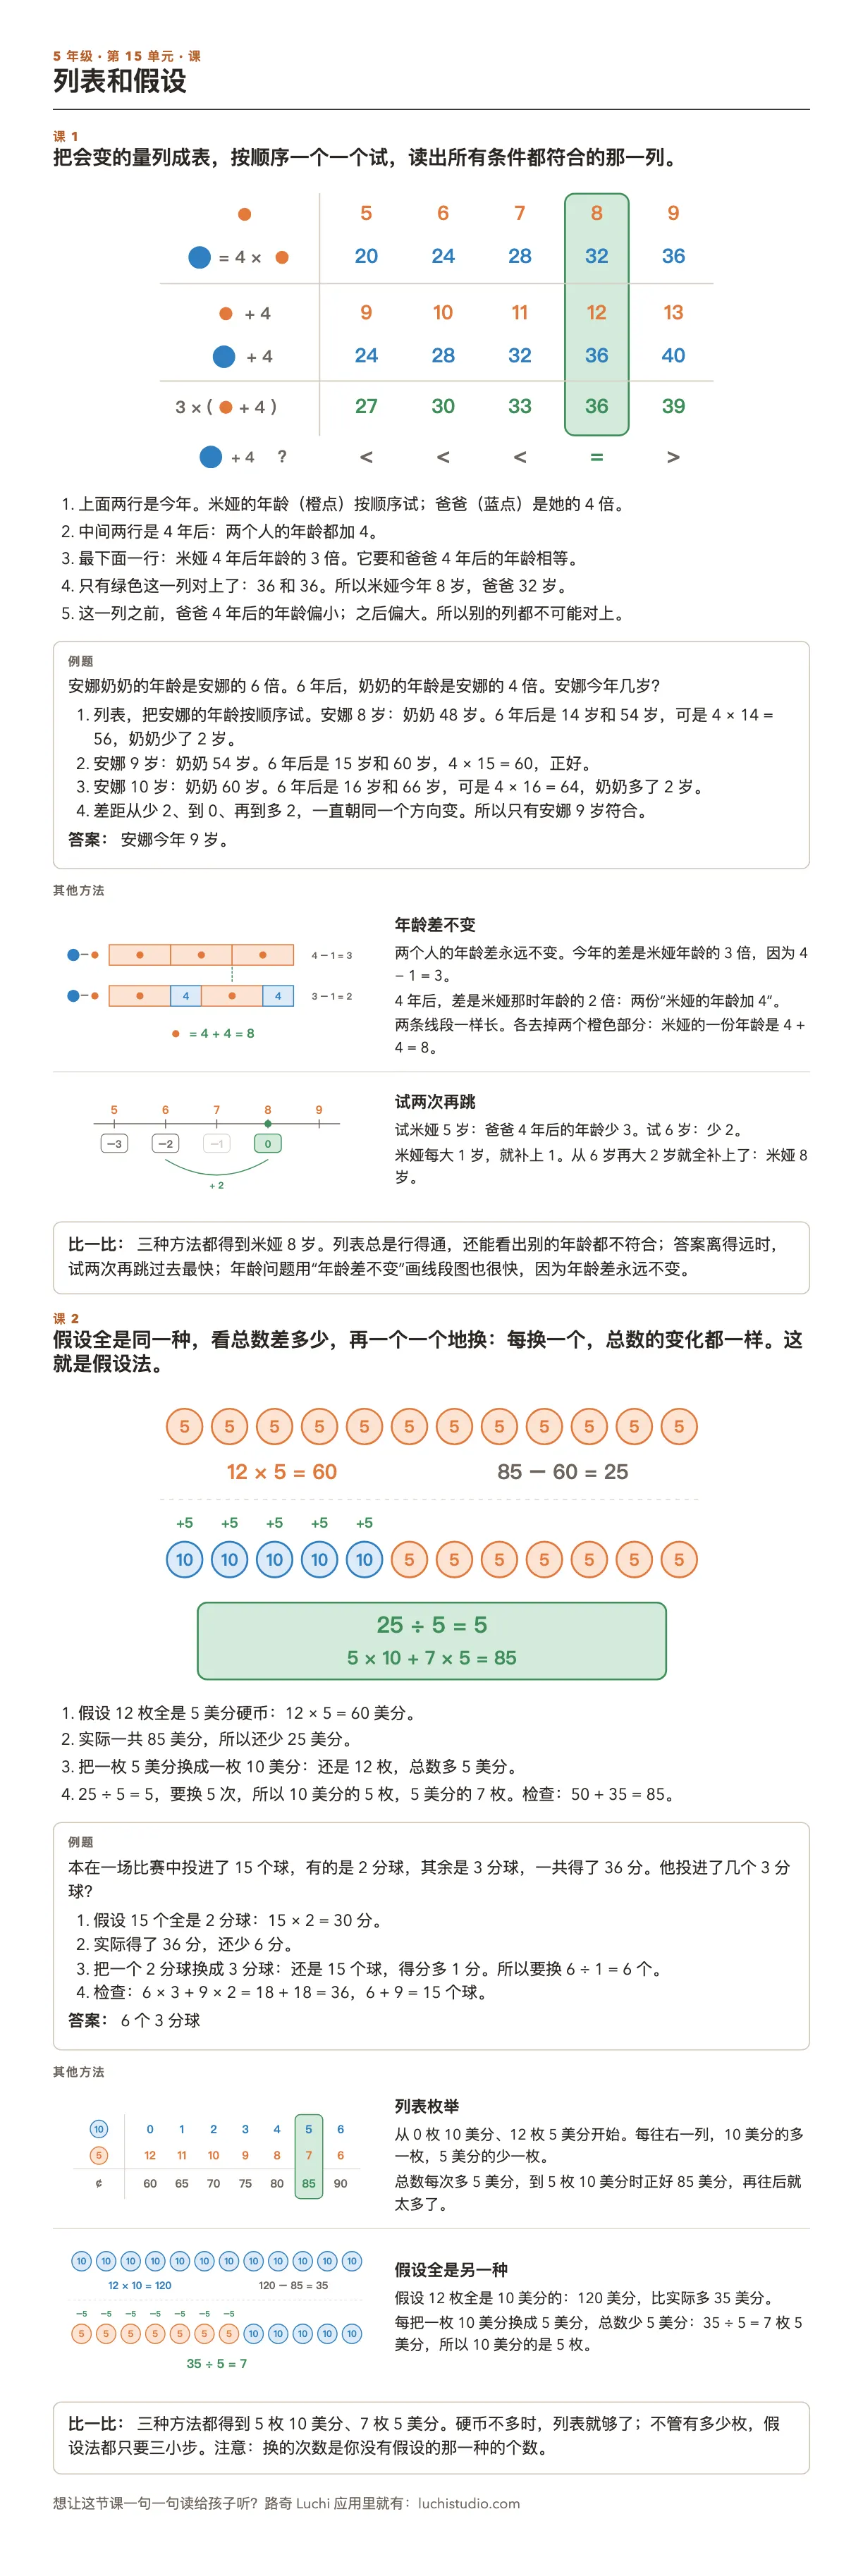 5 年级 · 第 15 单元 · 课
列表和假设
课 1
把会变的量列成表，按顺序一个一个试，读出所有条件都符合的那一列。
5 6 7 8 9
= 4 × 20 24 28 32 36
+ 4 9 10 11 12 13
+ 4 24 28 32 36 40
3 × ( + 4 ) 27 30 33 36 39
+ 4 ? < < < = >
1. 上面两行是今年。米娅的年龄（橙点）按顺序试；爸爸（蓝点）是她的 4 倍。
2. 中间两行是 4 年后：两个人的年龄都加 4。
3. 最下面一行：米娅 4 年后年龄的 3 倍。它要和爸爸 4 年后的年龄相等。
4. 只有绿色这一列对上了：36 和 36。所以米娅今年 8 岁，爸爸 32 岁。
5. 这一列之前，爸爸 4 年后的年龄偏小；之后偏大。所以别的列都不可能对上。
例题
安娜奶奶的年龄是安娜的 6 倍。6 年后，奶奶的年龄是安娜的 4 倍。安娜今年几岁？
1. 列表，把安娜的年龄按顺序试。安娜 8 岁：奶奶 48 岁。6 年后是 14 岁和 54 岁，可是 4 × 14 =
56，奶奶少了 2 岁。
2. 安娜 9 岁：奶奶 54 岁。6 年后是 15 岁和 60 岁，4 × 15 = 60，正好。
3. 安娜 10 岁：奶奶 60 岁。6 年后是 16 岁和 66 岁，可是 4 × 16 = 64，奶奶多了 2 岁。
4. 差距从少 2、到 0、再到多 2，一直朝同一个方向变。所以只有安娜 9 岁符合。
答案： 安娜今年 9 岁。
其他方法
− 4 − 1 = 3
− 4 4 3 − 1 = 2
= 4 + 4 = 8
年龄差不变
两个人的年龄差永远不变。今年的差是米娅年龄的 3 倍，因为 4
− 1 = 3。
4 年后，差是米娅那时年龄的 2 倍：两份“米娅的年龄加 4”。
两条线段一样长。各去掉两个橙色部分：米娅的一份年龄是 4 +
4 = 8。
5 6 7 8 9
−3 −2 −1 0
+ 2
试两次再跳
试米娅 5 岁：爸爸 4 年后的年龄少 3。试 6 岁：少 2。
米娅每大 1 岁，就补上 1。从 6 岁再大 2 岁就全补上了：米娅 8
岁。
比一比： 三种方法都得到米娅 8 岁。列表总是行得通，还能看出别的年龄都不符合；答案离得远时，
试两次再跳过去最快；年龄问题用“年龄差不变”画线段图也很快，因为年龄差永远不变。
课 2
假设全是同一种，看总数差多少，再一个一个地换：每换一个，总数的变化都一样。这
就是假设法。
5 5 5 5 5 5 5 5 5 5 5 5
12 × 5 = 60 85 − 60 = 25
+5 +5 +5 +5 +5
10 10 10 10 10 5 5 5 5 5 5 5
25 ÷ 5 = 5
5 × 10 + 7 × 5 = 85
1. 假设 12 枚全是 5 美分硬币：12 × 5 = 60 美分。
2. 实际一共 85 美分，所以还少 25 美分。
3. 把一枚 5 美分换成一枚 10 美分：还是 12 枚，总数多 5 美分。
4. 25 ÷ 5 = 5，要换 5 次，所以 10 美分的 5 枚，5 美分的 7 枚。检查：50 + 35 = 85。
例题
本在一场比赛中投进了 15 个球，有的是 2 分球，其余是 3 分球，一共得了 36 分。他投进了几个 3 分
球？
1. 假设 15 个全是 2 分球：15 × 2 = 30 分。
2. 实际得了 36 分，还少 6 分。
3. 把一个 2 分球换成 3 分球：还是 15 个球，得分多 1 分。所以要换 6 ÷ 1 = 6 个。
4. 检查：6 × 3 + 9 × 2 = 18 + 18 = 36，6 + 9 = 15 个球。
答案： 6 个 3 分球
其他方法
10 0 1 2 3 4 5 6
5 12 11 10 9 8 7 6
¢ 60 65 70 75 80 85 90
列表枚举
从 0 枚 10 美分、12 枚 5 美分开始。每往右一列，10 美分的多
一枚，5 美分的少一枚。
总数每次多 5 美分，到 5 枚 10 美分时正好 85 美分，再往后就
太多了。
10 10 10 10 10 10 10 10 10 10 10 10
12 × 10 = 120 120 − 85 = 35
−5 −5 −5 −5 −5 −5 −5
5 5 5 5 5 5 5 10 10 10 10 10
35 ÷ 5 = 7
假设全是另一种
假设 12 枚全是 10 美分的：120 美分，比实际多 35 美分。
每把一枚 10 美分换成 5 美分，总数少 5 美分：35 ÷ 5 = 7 枚 5
美分，所以 10 美分的是 5 枚。
比一比： 三种方法都得到 5 枚 10 美分、7 枚 5 美分。硬币不多时，列表就够了；不管有多少枚，假
设法都只要三小步。注意：换的次数是你没有假设的那一种的个数。
想让这节课一句一句读给孩子听？路奇 Luchi 应用里就有：luchistudio.com